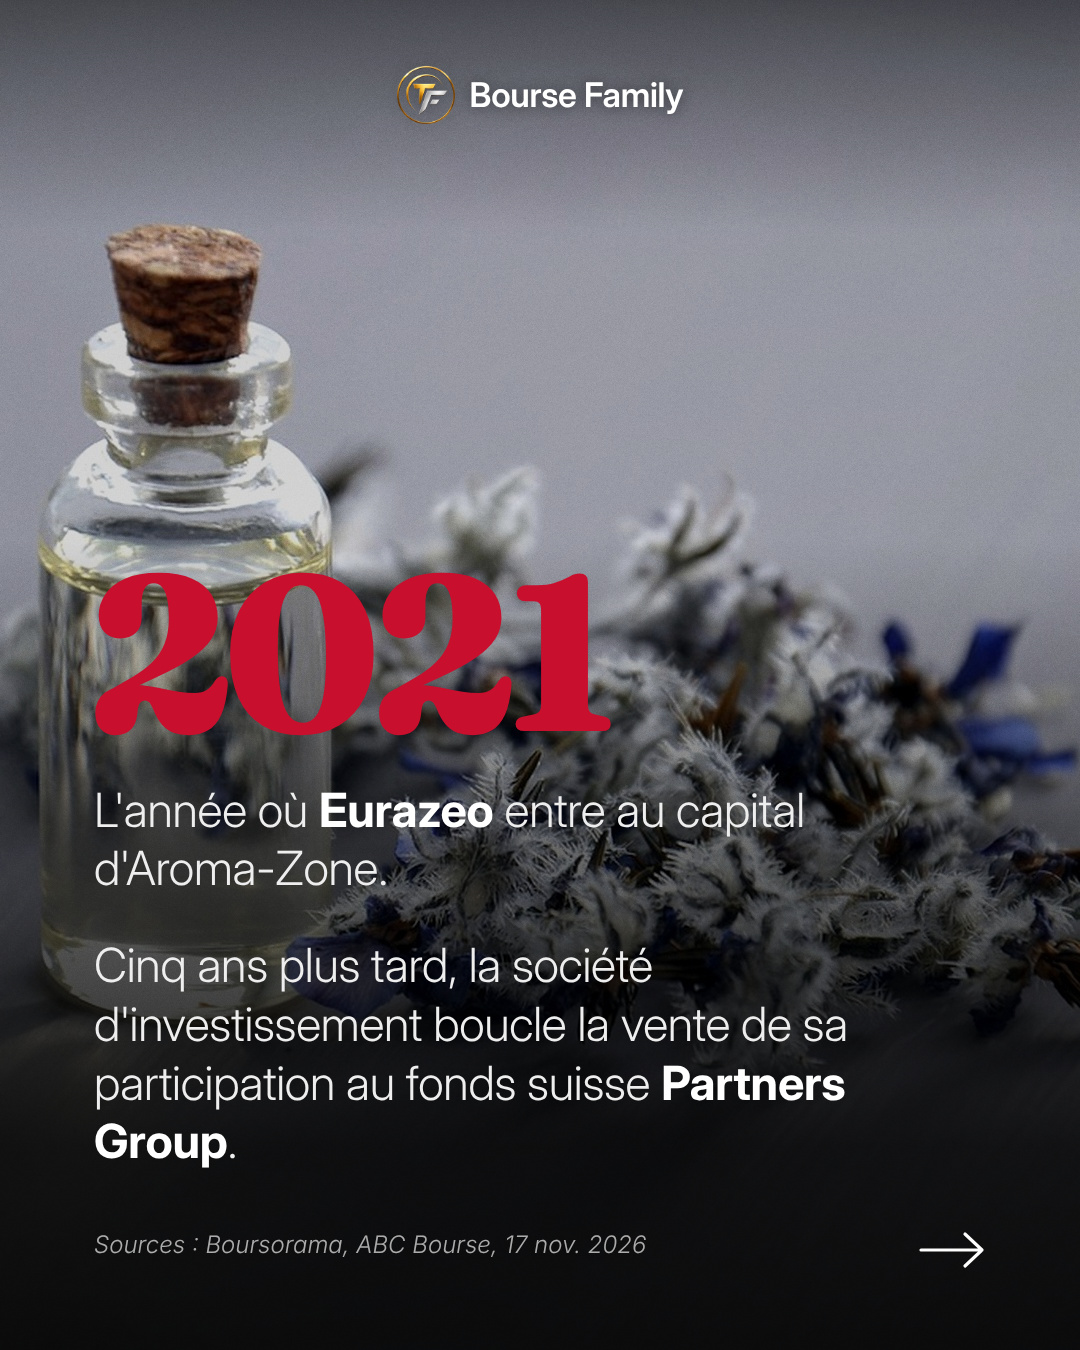 TF Bourse Family
2021
L'année où Eurazeo entre au capital
d'Aroma-Zone.
Cinq ans plus tard, la société
d'investissement boucle la vente de sa
participation au fonds suisse Partners
Group.
Sources : Boursorama, ABC Bourse, 17 nov. 2026